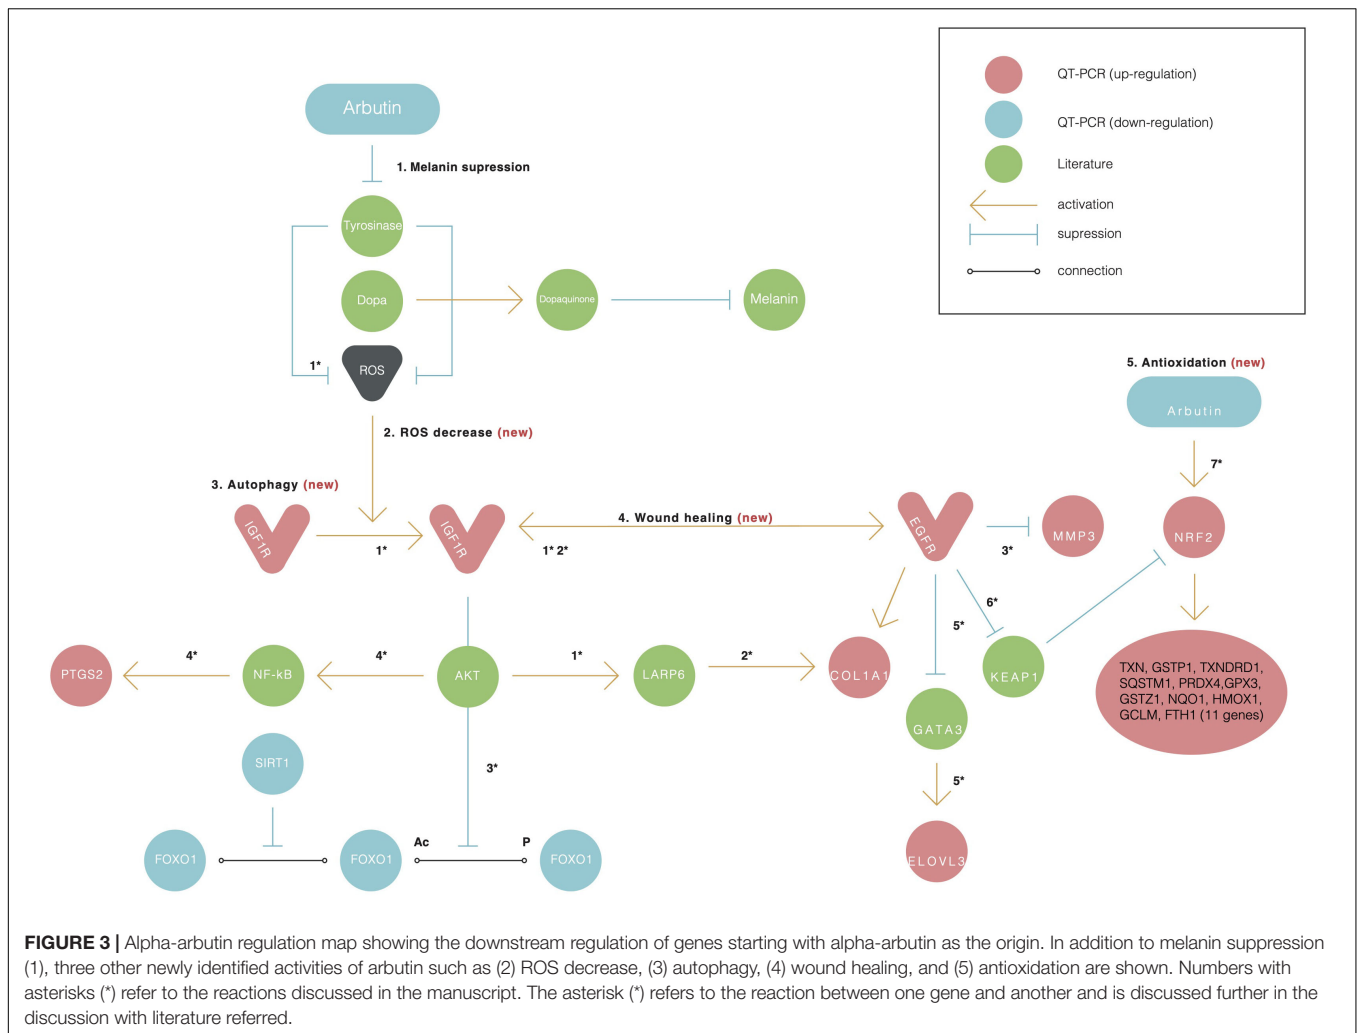 Arbutin
1. Melanin supression
Tyrosinase
Dopa
Dopaquinone
Melanin
1*
ROS
QT-PCR (up-regulation)
QT-PCR (down-regulation)
Literature
activation
supression
connection
2. ROS decrease (new)
3. Autophagy (new)
IGF1R
1*
IGF1R
4. Wound healing (new)
1* 2*
EGFR
3*
MMP3
5. Antioxidation (new)
Arbutin
7*
NRF2
6*
5*
PTGS2
4*
NF-kB
4*
AKT
1*
LARP6
2*
COL1A1
KEAP1
GATA3
5*
ELOVL3
TXN, GSTP1, TXNDRD1,
SQSTM1, PRDX4,GPX3,
GSTZ1, NQO1, HMOX1,
GCLM, FTH1 (11 genes)
SIRT1
3*
FOXO1
FOXO1
Ac
P
FOXO1
FIGURE 3 | Alpha-arbutin regulation map showing the downstream regulation of genes starting with alpha-arbutin as the origin. In addition to melanin suppression
(1), three other newly identified activities of arbutin such as (2) ROS decrease, (3) autophagy, (4) wound healing, and (5) antioxidation are shown. Numbers with
asterisks (*) refer to the reactions discussed in the manuscript. The asterisk (*) refers to the reaction between one gene and another and is discussed further in the
discussion with literature referred.